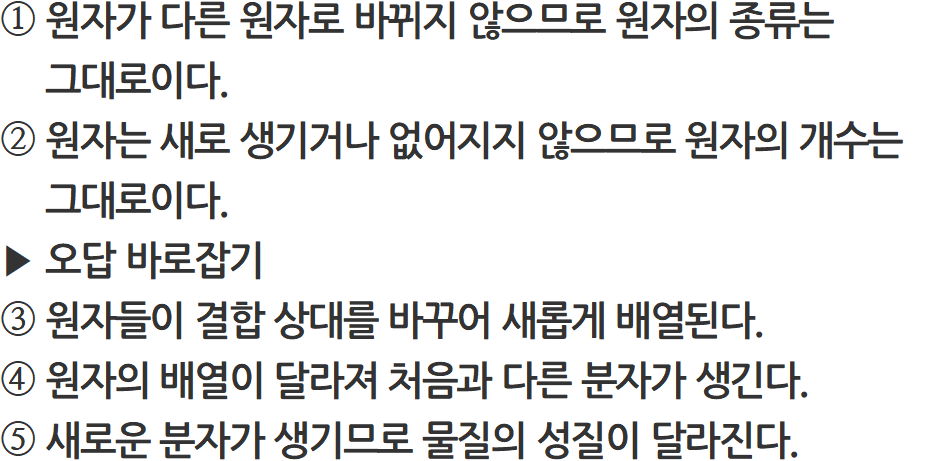 ① 원자가 다른 원자로 바뀌지 않으므로 원자의 종류는
그대로이다.
② 원자는 새로 생기거나 없어지지 않으므로 원자의 개수는
그대로이다.
▶ 오답 바로잡기
③ 원자들이 결합 상대를 바꾸어 새롭게 배열된다.
④ 원자의 배열이 달라져 처음과 다른 분자가 생긴다.
⑤ 새로운 분자가 생기므로 물질의 성질이 달라진다.